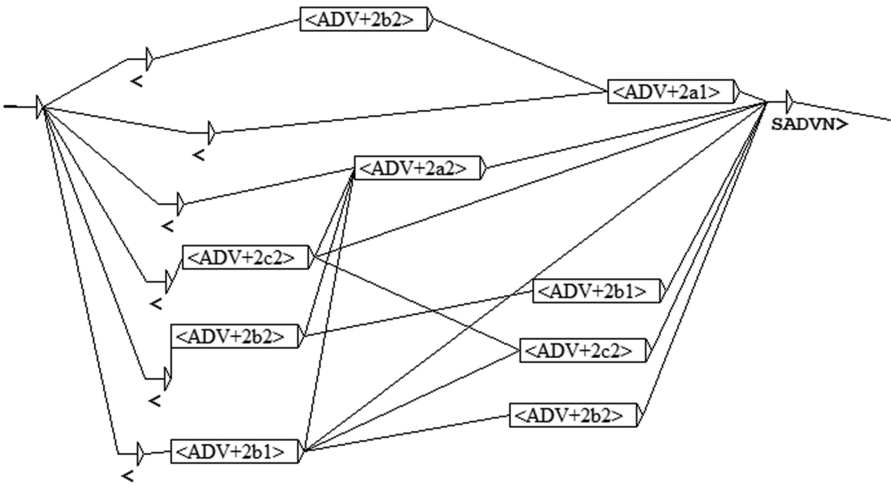 <ADV+2b2>
<
<ADV+2a1>
SADVN>
<
<ADV+2a2>
<
<ADV+2c2>
<
<ADV+2b1>
<ADV+2b2>
<ADV+2c2>
<
<ADV+2b2>
<ADV+2b1>
<